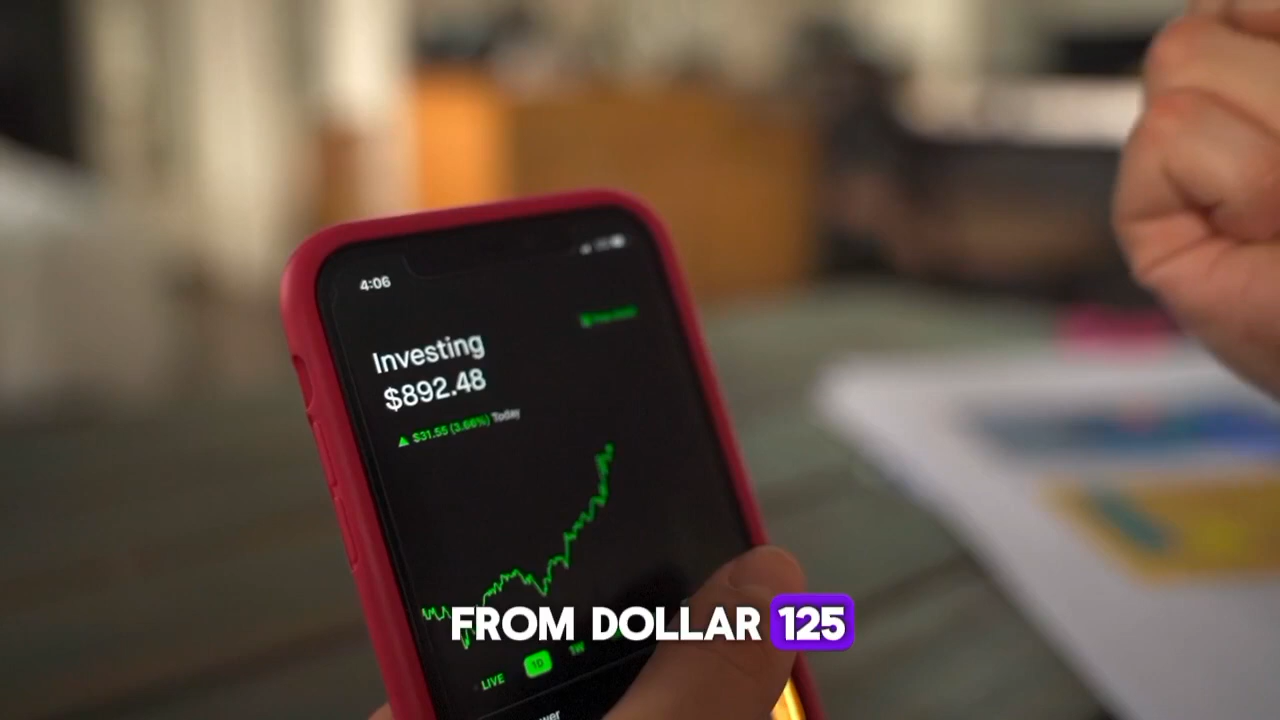 4:06
Investing
$892.48
▲ $31.55 (3.66%) Today
FROM DOLLAR 125
LIVE 1D 1W